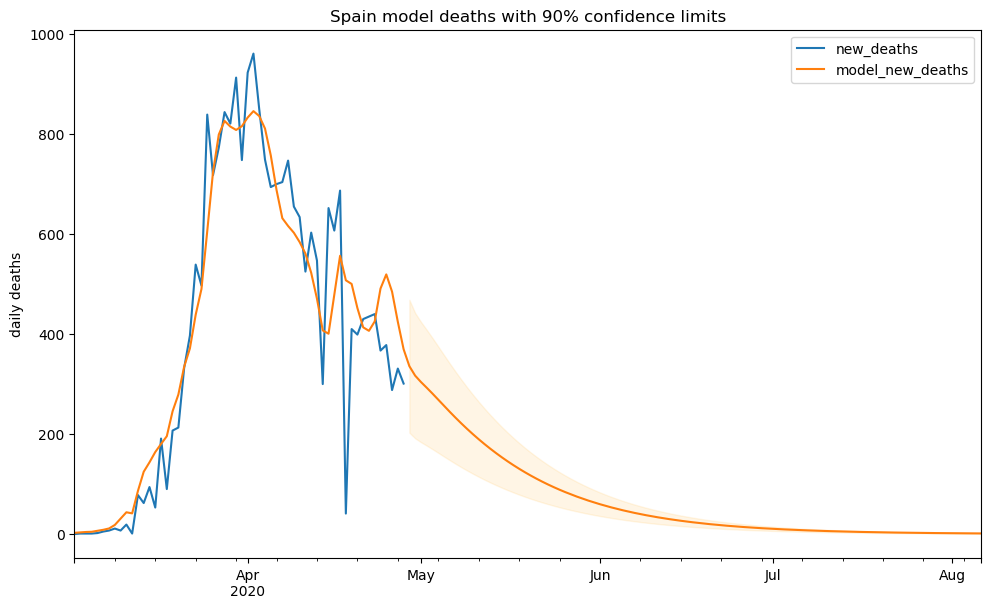 Spain model deaths with 90% confidence limits
new_deaths
model_new_deaths
daily deaths
1000
800
600
400
200
0
Apr
2020
May
Jun
Jul
Aug